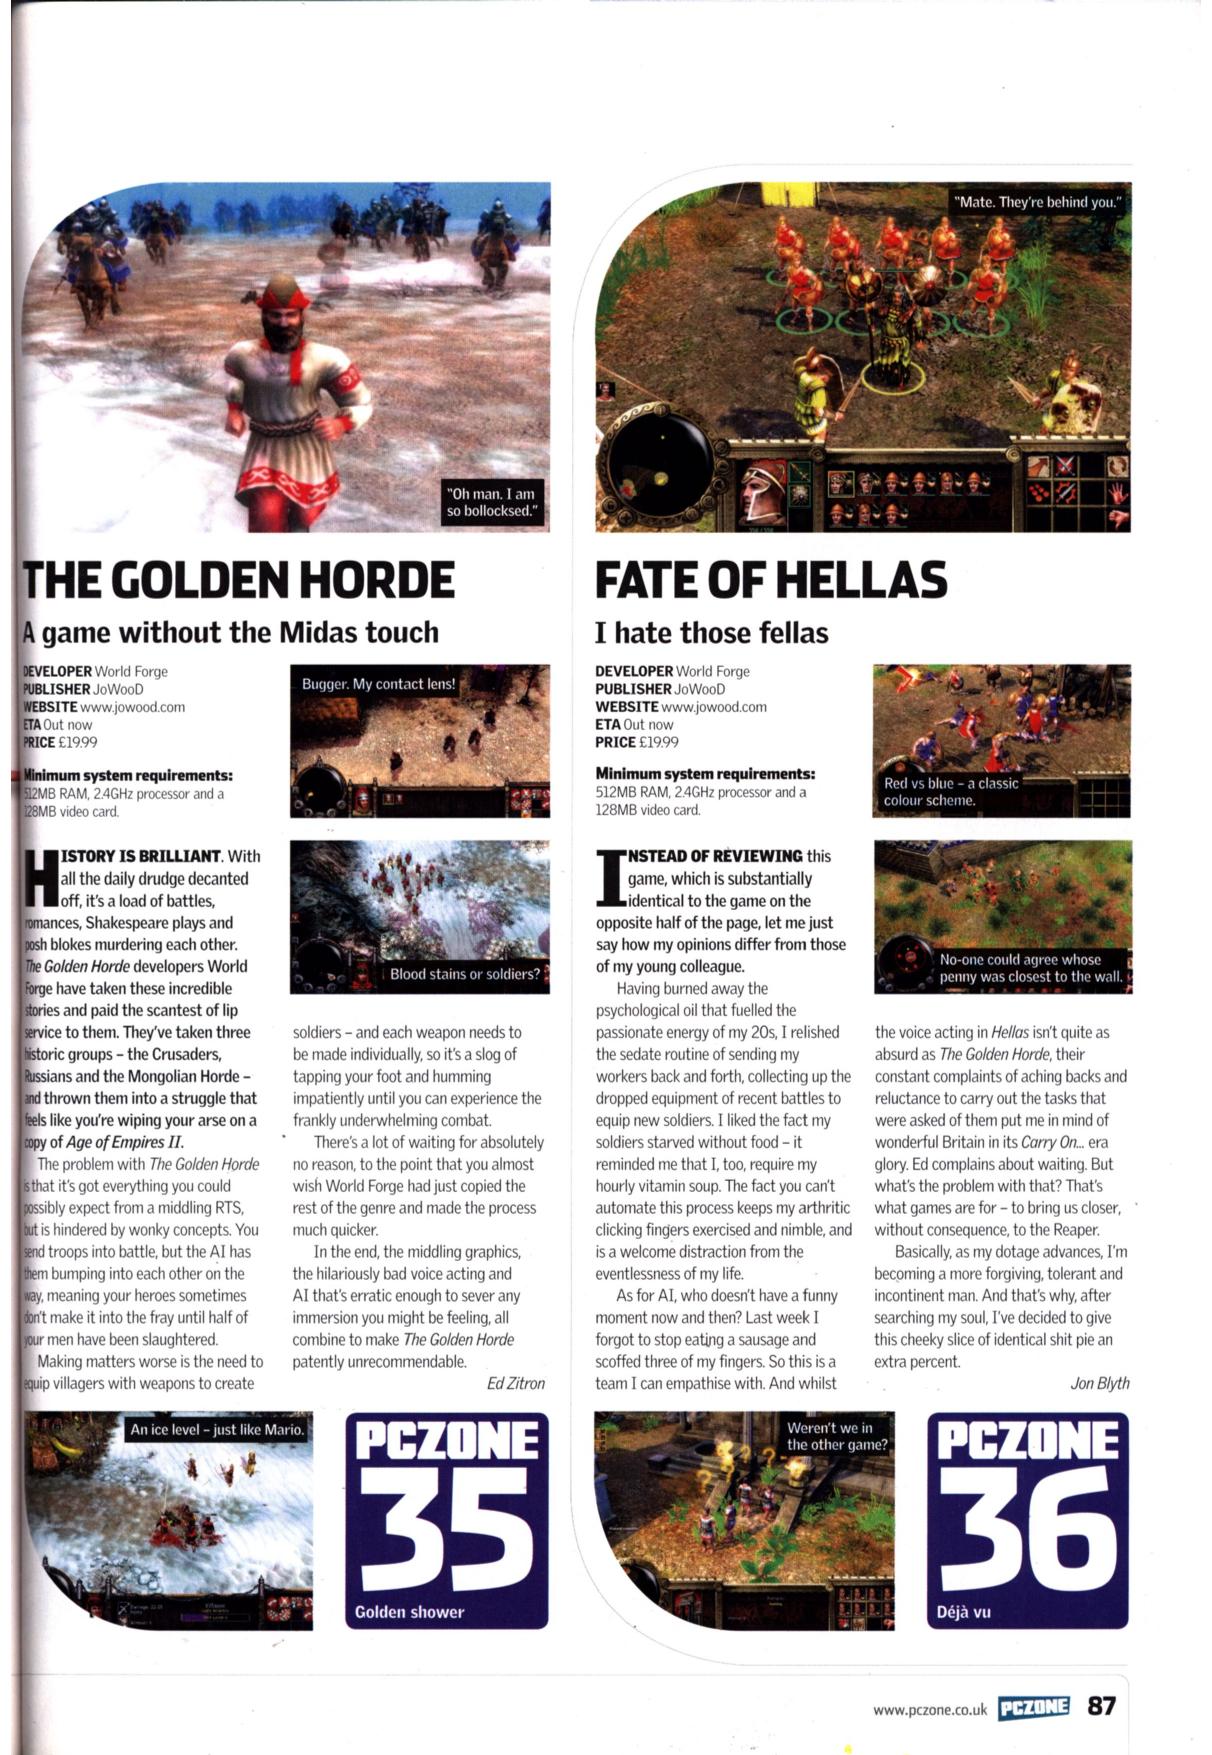 "Oh man. I am
so bollocksed."
THE GOLDEN HORDE
A game without the Midas touch
DEVELOPER World Forge
PUBLISHER JoWooD
WEBSITE www.jowood.com
ETA Out now
PRICE £19.99
Minimum system requirements:
512MB RAM, 2.4GHz processor and a
128MB video card.
Bugger. My contact lens!
Blood stains or soldiers?
HISTORY IS BRILLIANT. With
all the daily drudge decanted
off, it's a load of battles,
romances, Shakespeare plays and
posh blokes murdering each other.
The Golden Horde developers World
Forge have taken these incredible
stories and paid the scantest of lip
service to them. They've taken three
historic groups – the Crusaders,
Russians and the Mongolian Horde –
and thrown them into a struggle that
feels like you're wiping your arse on a
copy of Age of Empires II.
The problem with The Golden Horde
is that it's got everything you could
possibly expect from a middling RTS,
but is hindered by wonky concepts. You
send troops into battle, but the AI has
them bumping into each other on the
way, meaning your heroes sometimes
don't make it into the fray until half of
your men have been slaughtered.
Making matters worse is the need to
equip villagers with weapons to create
soldiers – and each weapon needs to
be made individually, so it's a slog of
tapping your foot and humming
impatiently until you can experience the
frankly underwhelming combat.
There's a lot of waiting for absolutely
no reason, to the point that you almost
wish World Forge had just copied the
rest of the genre and made the process
much quicker.
In the end, the middling graphics,
the hilariously bad voice acting and
AI that's erratic enough to sever any
immersion you might be feeling, all
combine to make The Golden Horde
patently unrecommendable.
Ed Zitron
An ice level – just like Mario.
PCZONE
35
Golden shower
"Mate. They're behind you."
FATE OF HELLAS
I hate those fellas
DEVELOPER World Forge
PUBLISHER JoWooD
WEBSITE www.jowood.com
ETA Out now
PRICE £19.99
Minimum system requirements:
512MB RAM, 2.4GHz processor and a
128MB video card.
Red vs blue – a classic
colour scheme.
No-one could agree whose
penny was closest to the wall.
INSTEAD OF REVIEWING this
game, which is substantially
identical to the game on the
opposite half of the page, let me just
say how my opinions differ from those
of my young colleague.
Having burned away the
psychological oil that fuelled the
passionate energy of my 20s, I relished
the sedate routine of sending my
workers back and forth, collecting up the
dropped equipment of recent battles to
equip new soldiers. I liked the fact my
soldiers starved without food – it
reminded me that I, too, require my
hourly vitamin soup. The fact you can't
automate this process keeps my arthritic
clicking fingers exercised and nimble, and
is a welcome distraction from the
eventlessness of my life.
As for AI, who doesn't have a funny
moment now and then? Last week I
forgot to stop eating a sausage and
scoffed three of my fingers. So this is a
team I can empathise with. And whilst
the voice acting in Hellas isn't quite as
absurd as The Golden Horde, their
constant complaints of aching backs and
reluctance to carry out the tasks that
were asked of them put me in mind of
wonderful Britain in its Carry On... era
glory. Ed complains about waiting. But
what's the problem with that? That's
what games are for – to bring us closer,
without consequence, to the Reaper.
Basically, as my dotage advances, I'm
becoming a more forgiving, tolerant and
incontinent man. And that's why, after
searching my soul, I've decided to give
this cheeky slice of identical shit pie an
extra percent.
Jon Blyth
Weren't we in
the other game?
PCZONE
36
Déjà vu
www.pczone.co.uk PCZONE 87